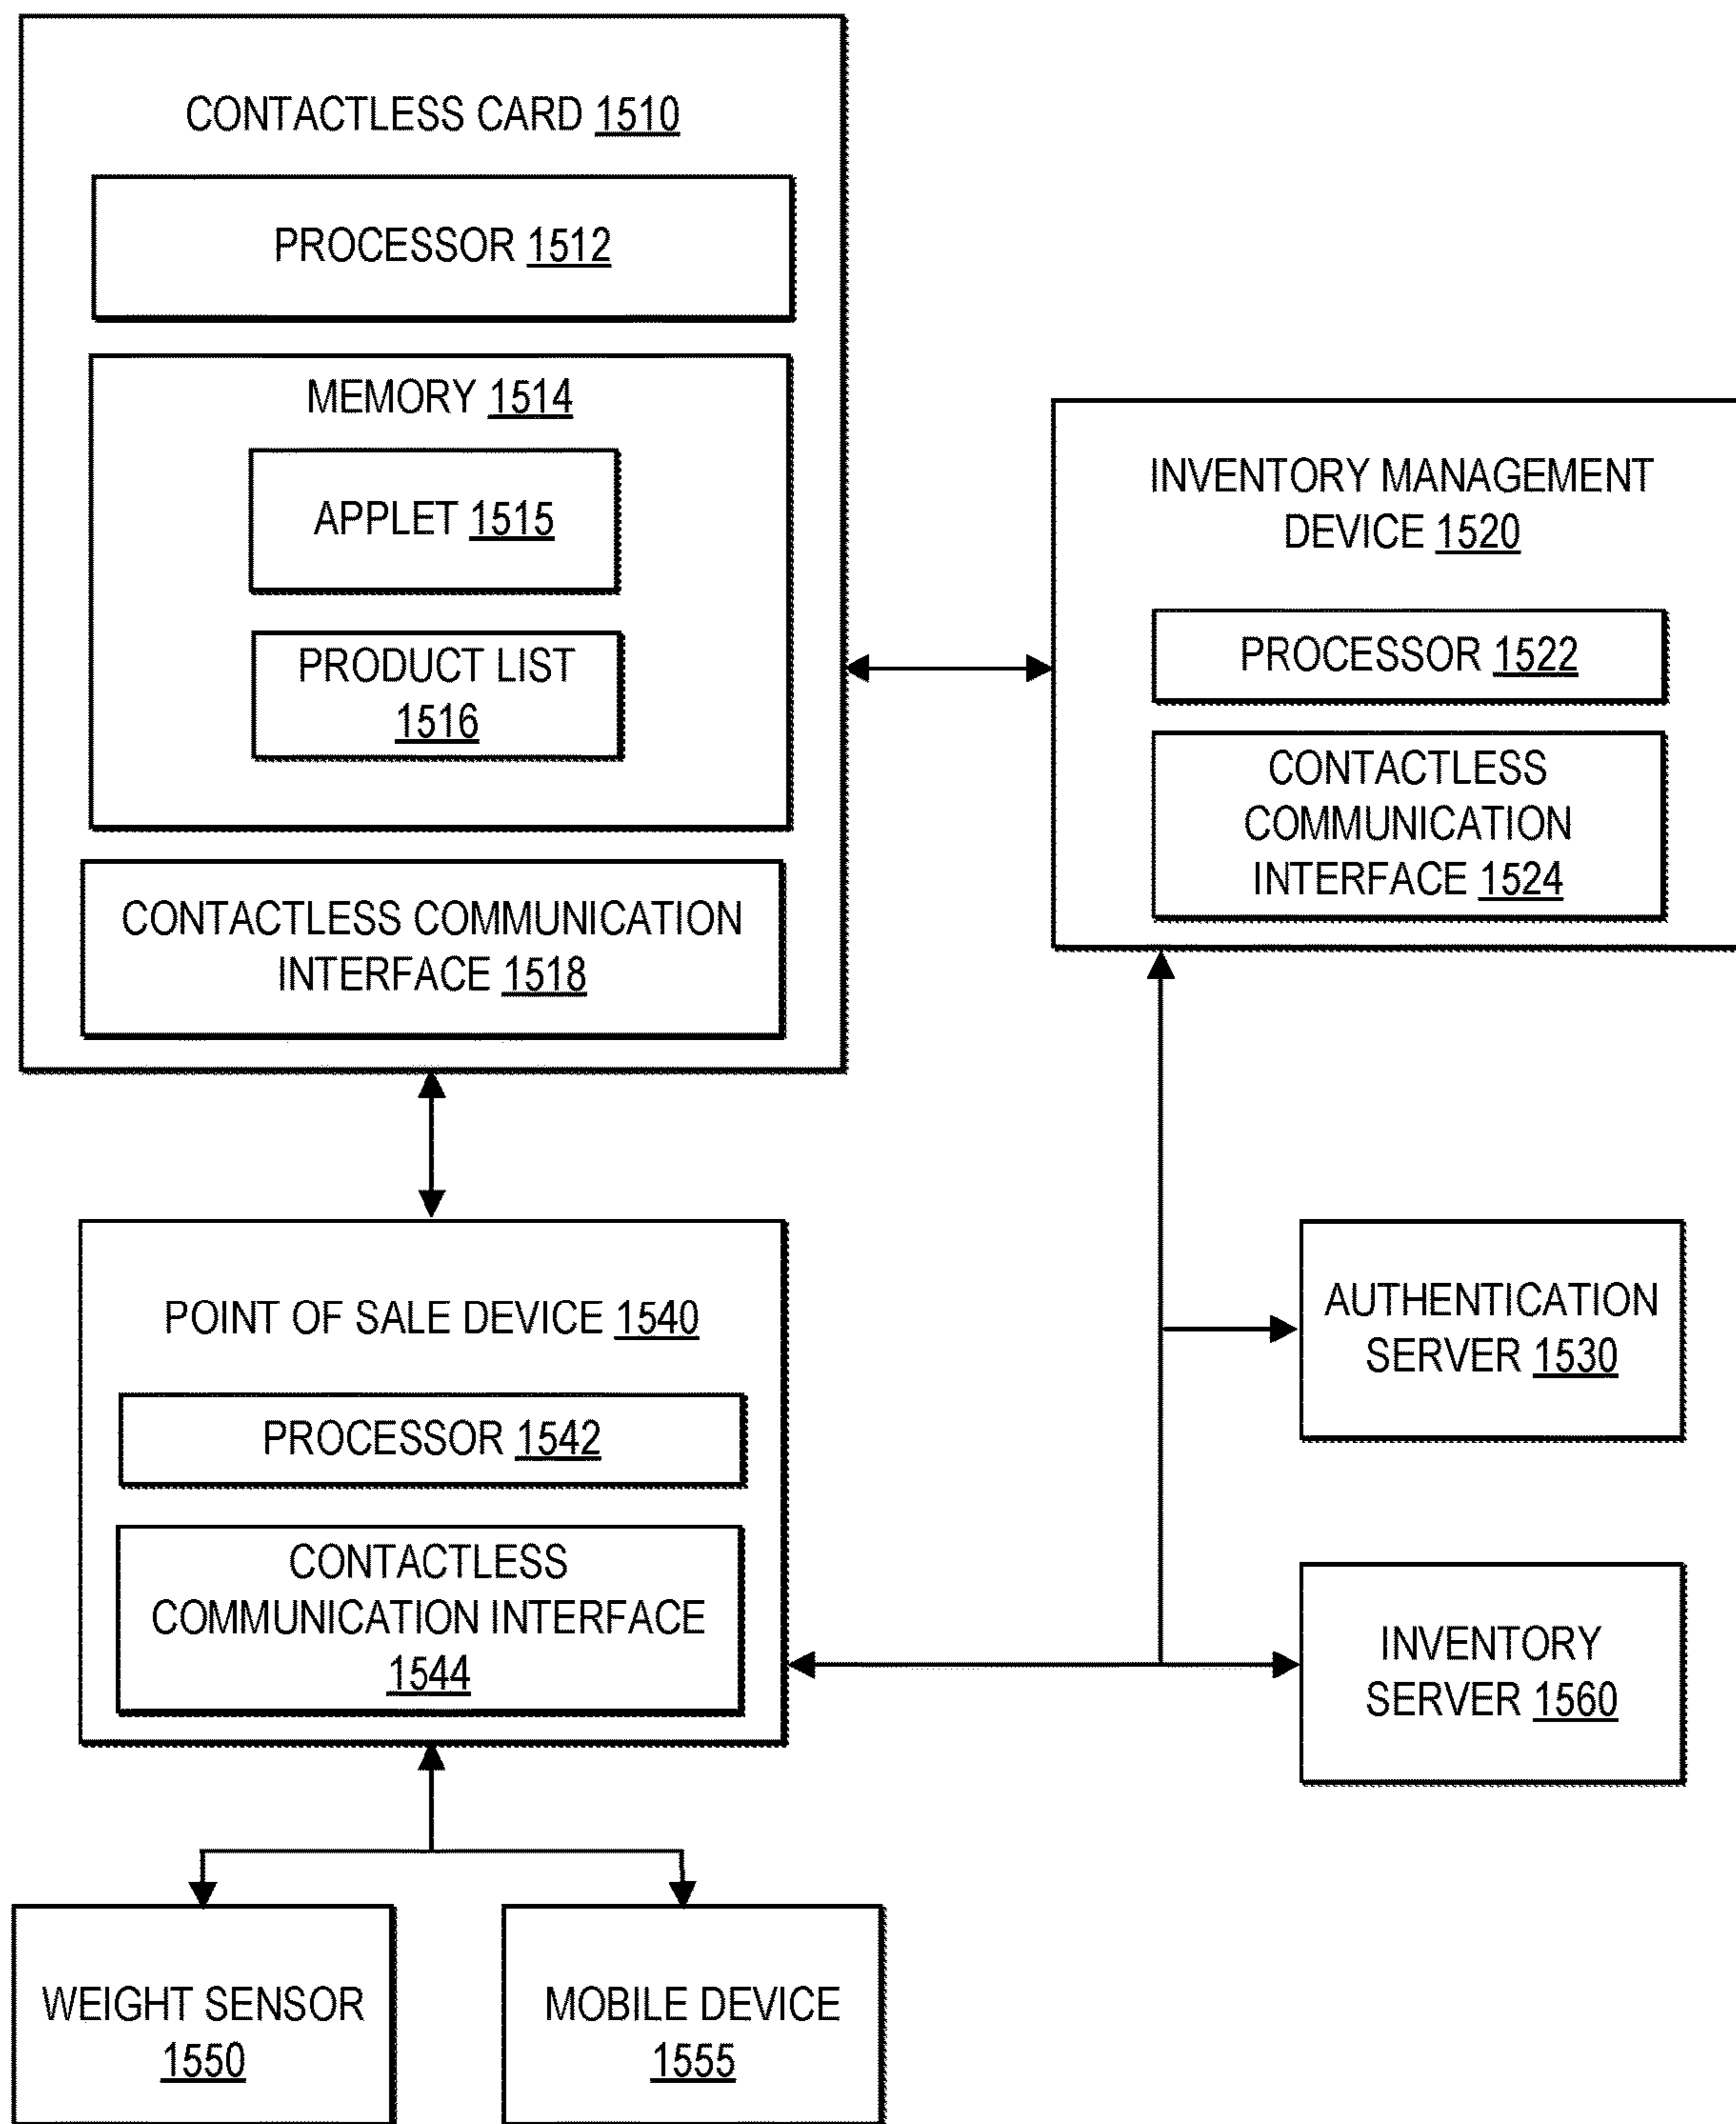 CONTACTLESS CARD 1510
PROCESSOR 1512
MEMORY 1514
APPLET 1515
PRODUCT LIST
1516
CONTACTLESS COMMUNICATION
INTERFACE 1518
INVENTORY MANAGEMENT
DEVICE 1520
PROCESSOR 1522
CONTACTLESS
COMMUNICATION
INTERFACE 1524
POINT OF SALE DEVICE 1540
PROCESSOR 1542
CONTACTLESS
COMMUNICATION INTERFACE
1544
AUTHENTICATION
SERVER 1530
INVENTORY
SERVER 1560
WEIGHT SENSOR
1550
MOBILE DEVICE
1555